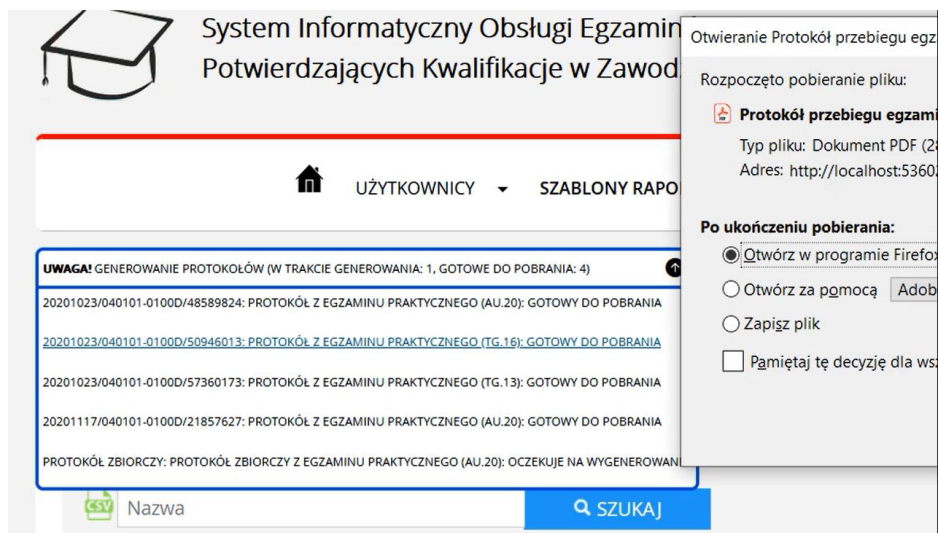 System Informatyczny Obsługi Egzamin
Potwierdzających Kwalifikacje w Zawod
UŻYTKOWNICY
SZABLONY RAPO
UWAGA! GENEROWANIE PROTOKOŁÓW (W TRAKCIE GENEROWANIA: 1, GOTOWE DO POBRANIA: 4)
20201023/040101-0100D/48589824: PROTOKÓŁ Z EGZAMINU PRAKTYCZNEGO (AU.20): GOTOWY DO POBRANIA
20201023/040101-0100D/50946013: PROTOKÓŁ Z EGZAMINU PRAKTYCZNEGO (TG.16): GOTOWY DO POBRANIA
20201023/040101-0100D/57360173: PROTOKÓŁ Z EGZAMINU PRAKTYCZNEGO (TG.13): GOTOWY DO POBRANIA
20201117/040101-0100D/21857627: PROTOKÓŁ Z EGZAMINU PRAKTYCZNEGO (AU.20): GOTOWY DO POBRANIA
PROTOKÓŁ ZBIORCZY: PROTOKÓŁ ZBIORCZY Z EGZAMINU PRAKTYCZNEGO (AU.20): OCZEKUJE NA WYGENEROWAN
CSV
Nazwa
SZUKAJ
Otwieranie Protokół przebiegu egz
Rozpoczęto pobieranie pliku:
Protokół przebiegu egzami
Typ pliku: Dokument PDF (28
Adres: http://localhost:5360
Po ukończeniu pobierania:
Otwórz w programie Firefox
Otwórz za pomocą Adob
Zapisz plik
Pamiętaj tę decyzję dla wsz